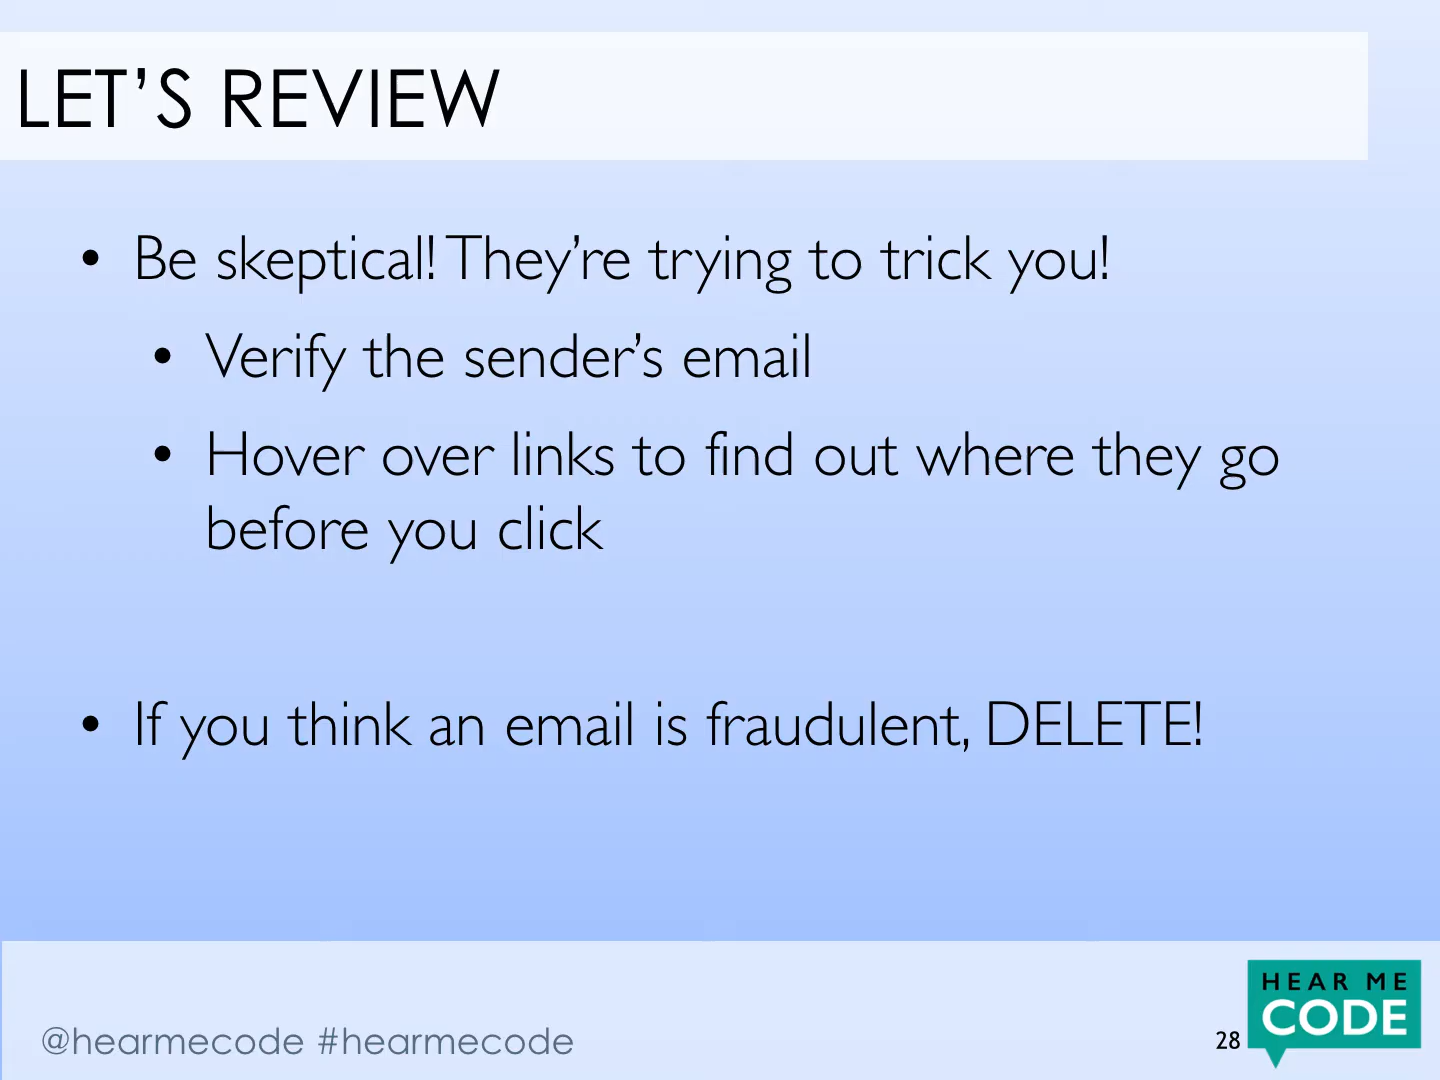 LET’S REVIEW
• Be skeptical! They’re trying to trick you!
• Verify the sender’s email
• Hover over links to find out where they go
before you click
• If you think an email is fraudulent, DELETE!
@hearmecode #hearmecode
28
HEAR ME
CODE